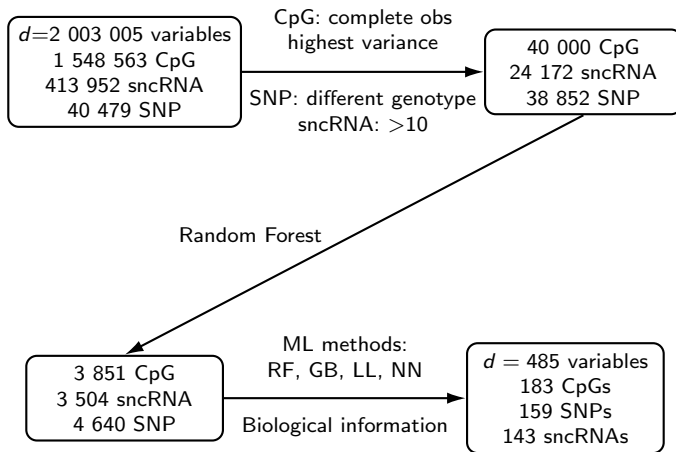 d=2 003 005 variables
1 548 563 CpG
413 952 sncRNA
40 479 SNP
CpG: complete obs
highest variance
SNP: different genotype
sncRNA: >10
40 000 CpG
24 172 sncRNA
38 852 SNP
Random Forest
3 851 CpG
3 504 sncRNA
4 640 SNP
ML methods:
RF, GB, LL, NN
Biological information
d = 485 variables
183 CpGs
159 SNPs
143 sncRNAs